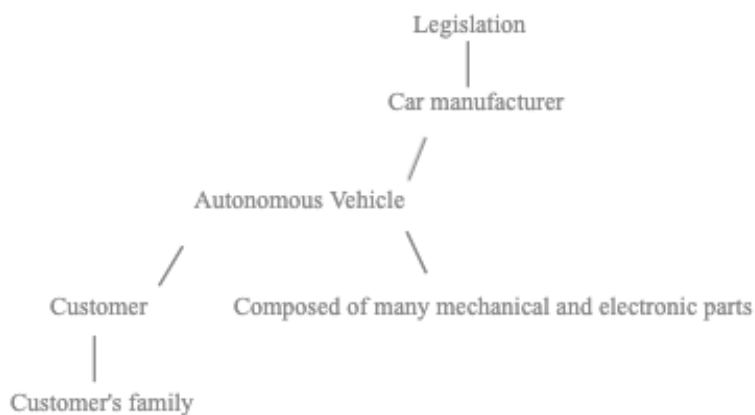 Legislation
Car manufacturer
Autonomous Vehicle
Customer
Composed of many mechanical and electronic parts
Customer's family